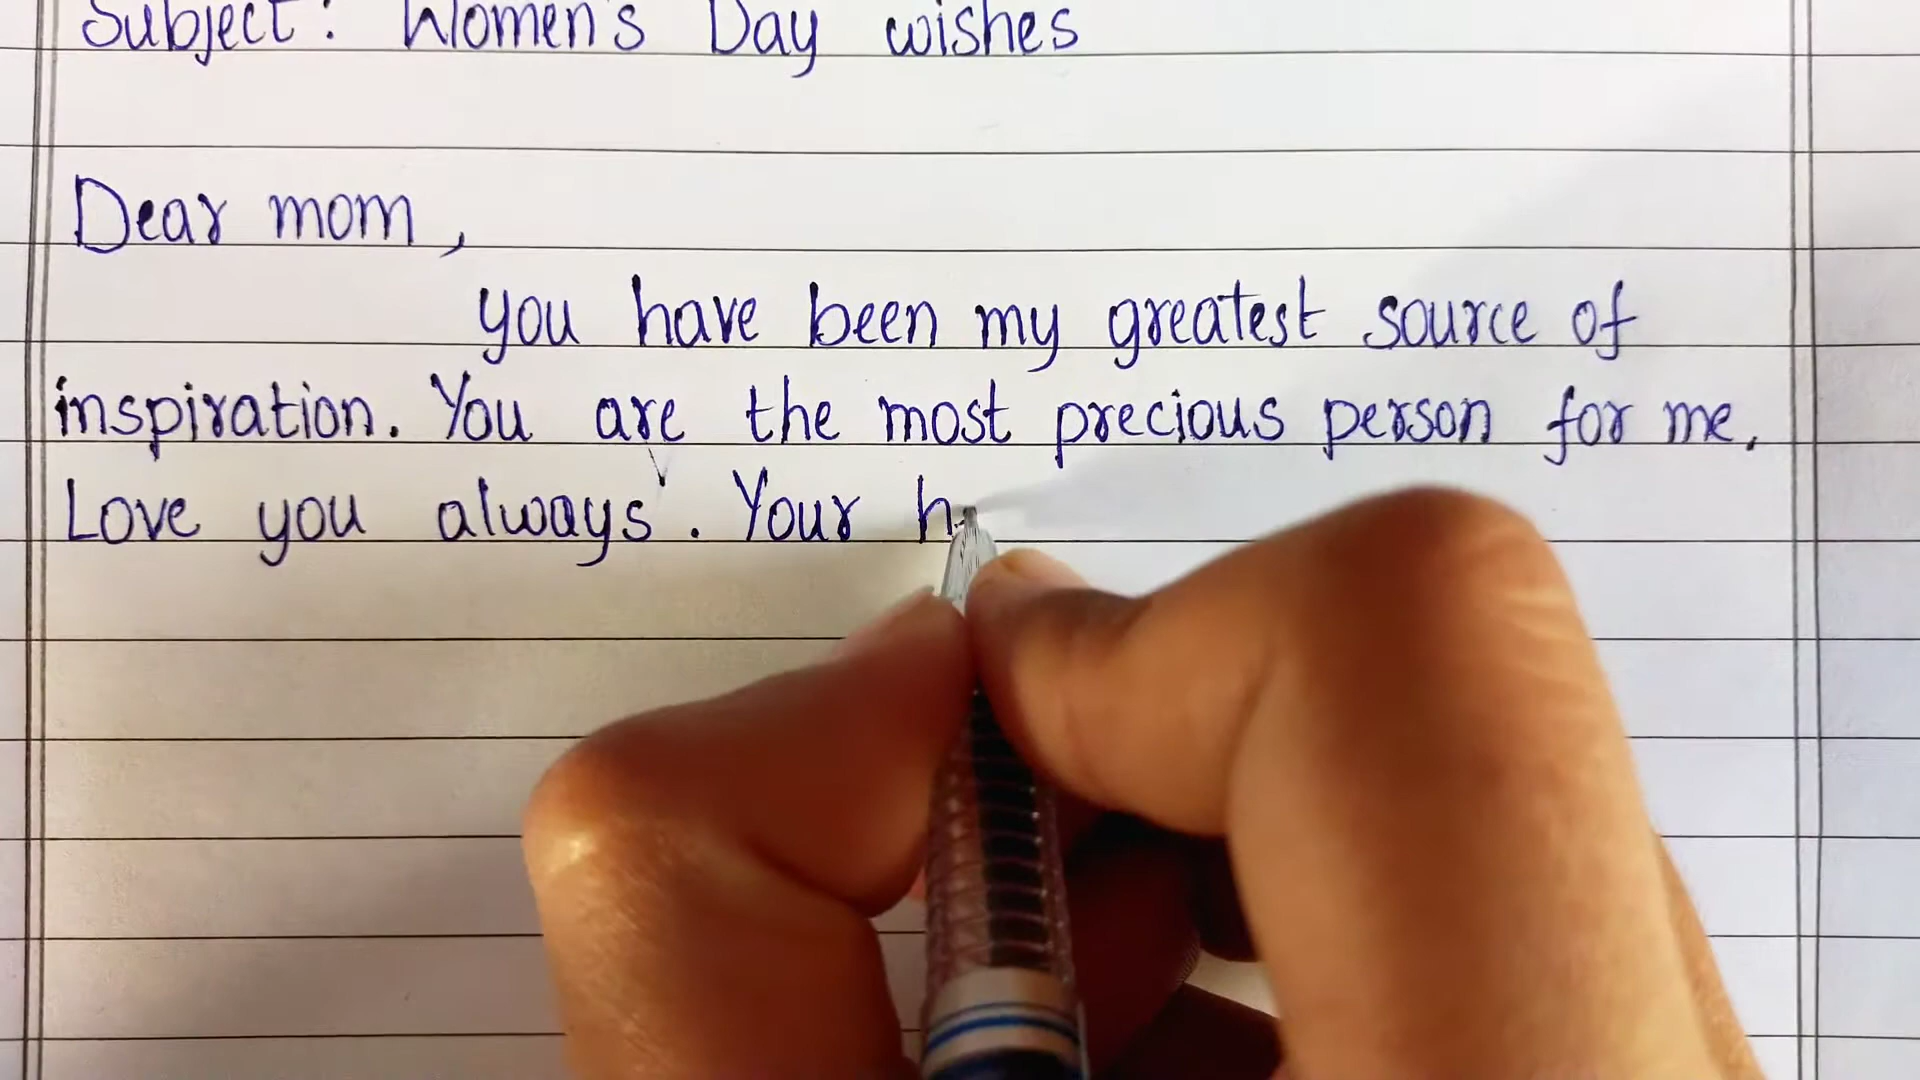 Subject: Women's Day wishes
Dear mom,
you have been my greatest source of
inspiration. You are the most precious person for me.
Love you always. Your h